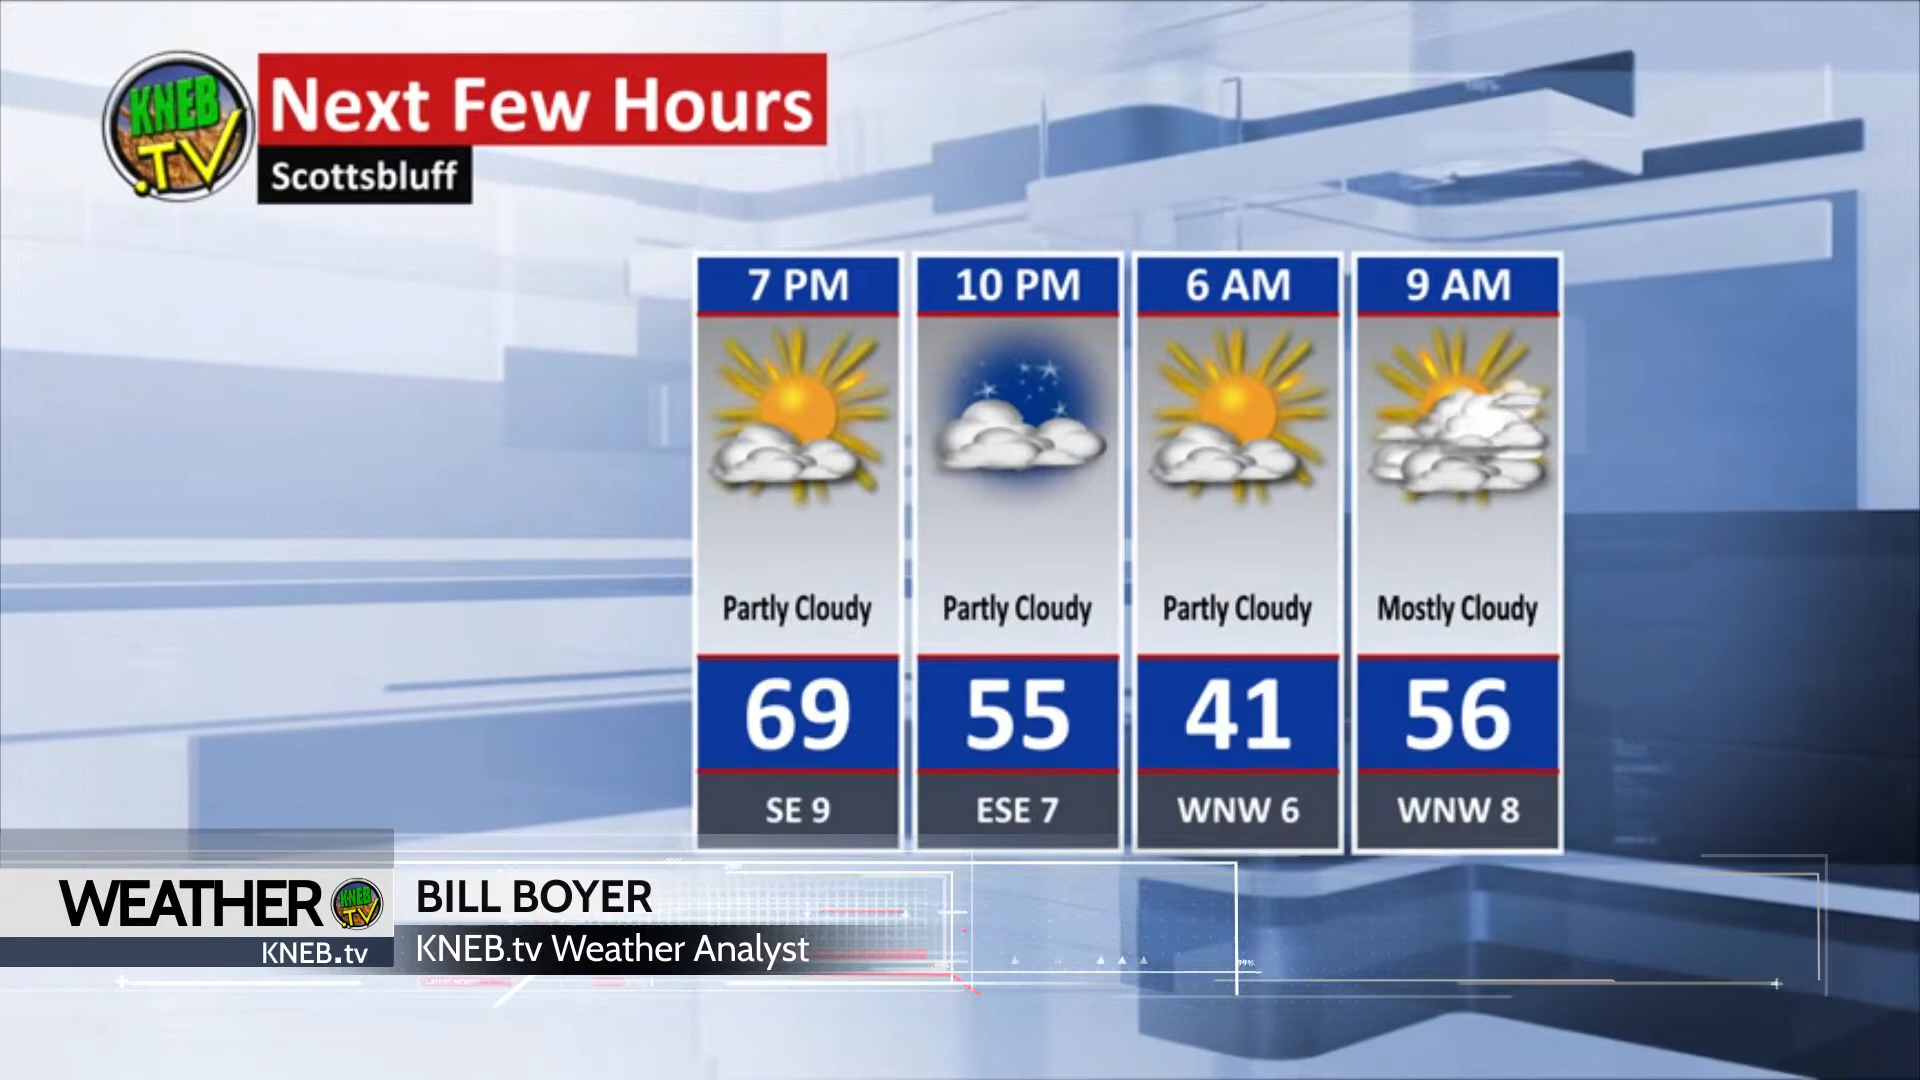 KNEB
.TV
Next Few Hours
Scottsbluff
7 PM
10 PM
6 AM
9 AM
Partly Cloudy
Partly Cloudy
Partly Cloudy
Mostly Cloudy
69
55
41
56
SE 9
ESE 7
WNW 6
WNW 8
WEATHER
KNEB
.TV
KNEB.tv
BILL BOYER
KNEB.tv Weather Analyst